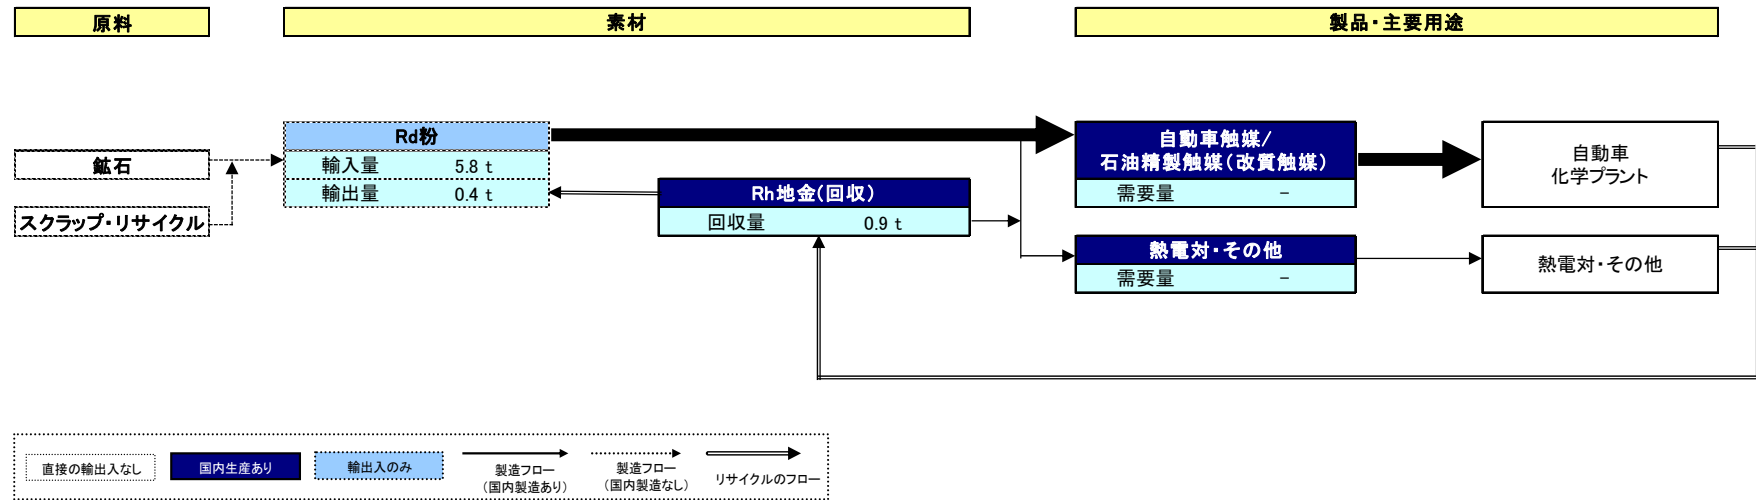 原料
素材
製品・主要用途
鉱石
スクラップ・リサイクル
Rd粉
輸入量 5.8 t
輸出量 0.4 t
Rh地金(回収)
回収量 0.9 t
自動車触媒/
石油精製触媒(改質触媒)
需要量 −
熱電対・その他
需要量 −
自動車
化学プラント
熱電対・その他
直接の輸出入なし
国内生産あり
輸出入のみ
製造フロー
(国内製造あり)
製造フロー
(国内製造なし)
リサイクルのフロー